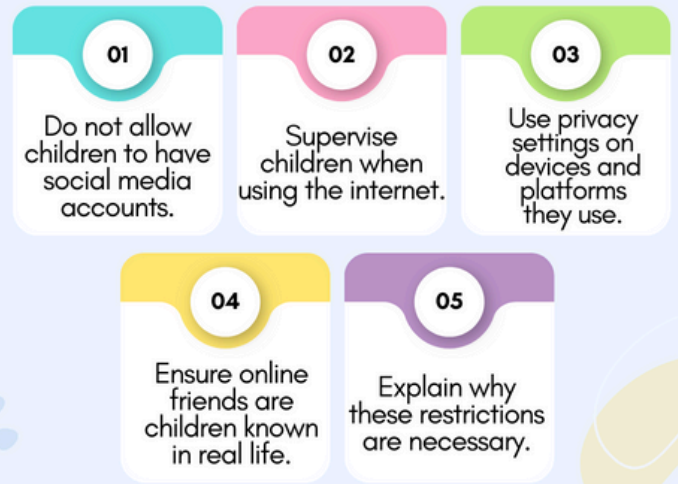 01
Do not allow
children to have
social media
accounts.
02
Supervise
children when
using the internet.
03
Use privacy
settings on
devices and
platforms
they use.
04
Ensure online
friends are
children known
in real life.
05
Explain why
these restrictions
are necessary.